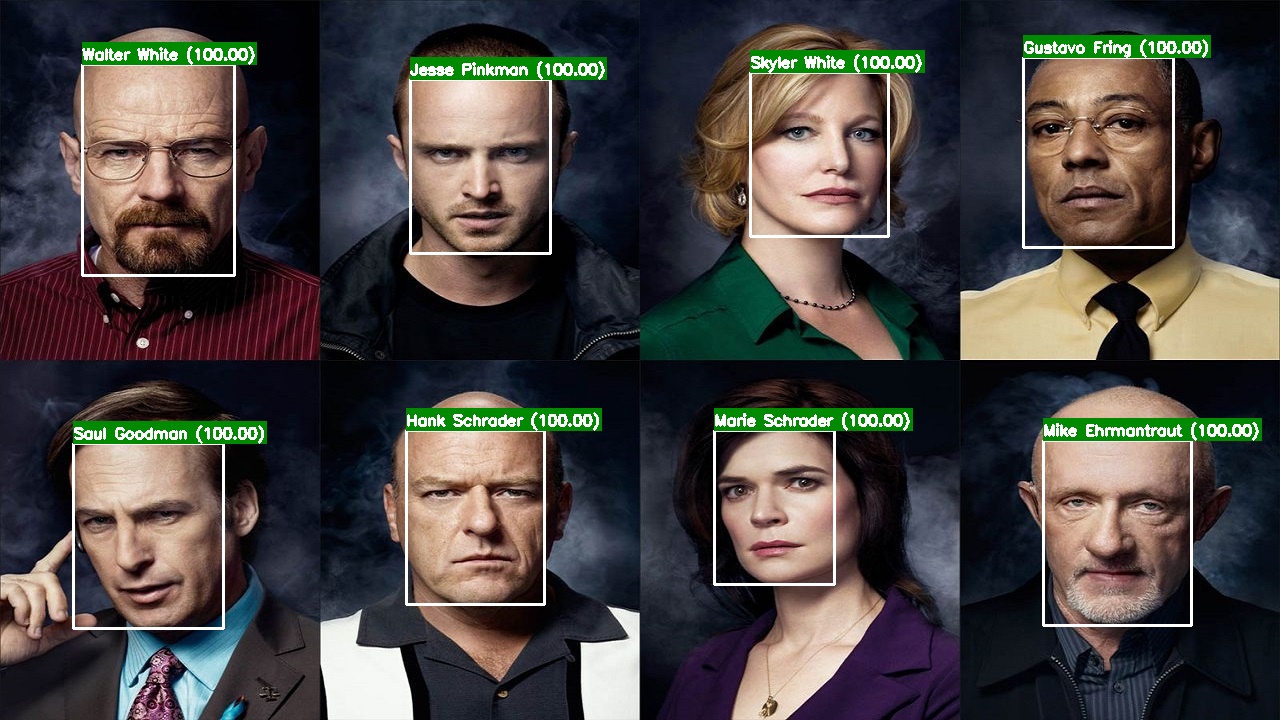 Walter White (100.00)
Jesse Pinkman (100.00)
Skyler White (100.00)
Gustavo Fring (100.00)
Saul Goodman (100.00)
Hank Schrader (100.00)
Marie Schrader (100.00)
Mike Ehrmantraut (100.00)